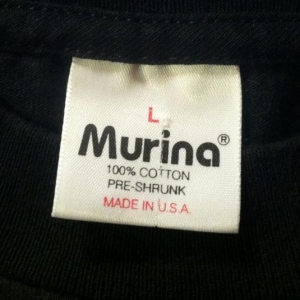 L
Murina®
100% COTTON
PRE-SHRUNK
MADE IN U.S.A.